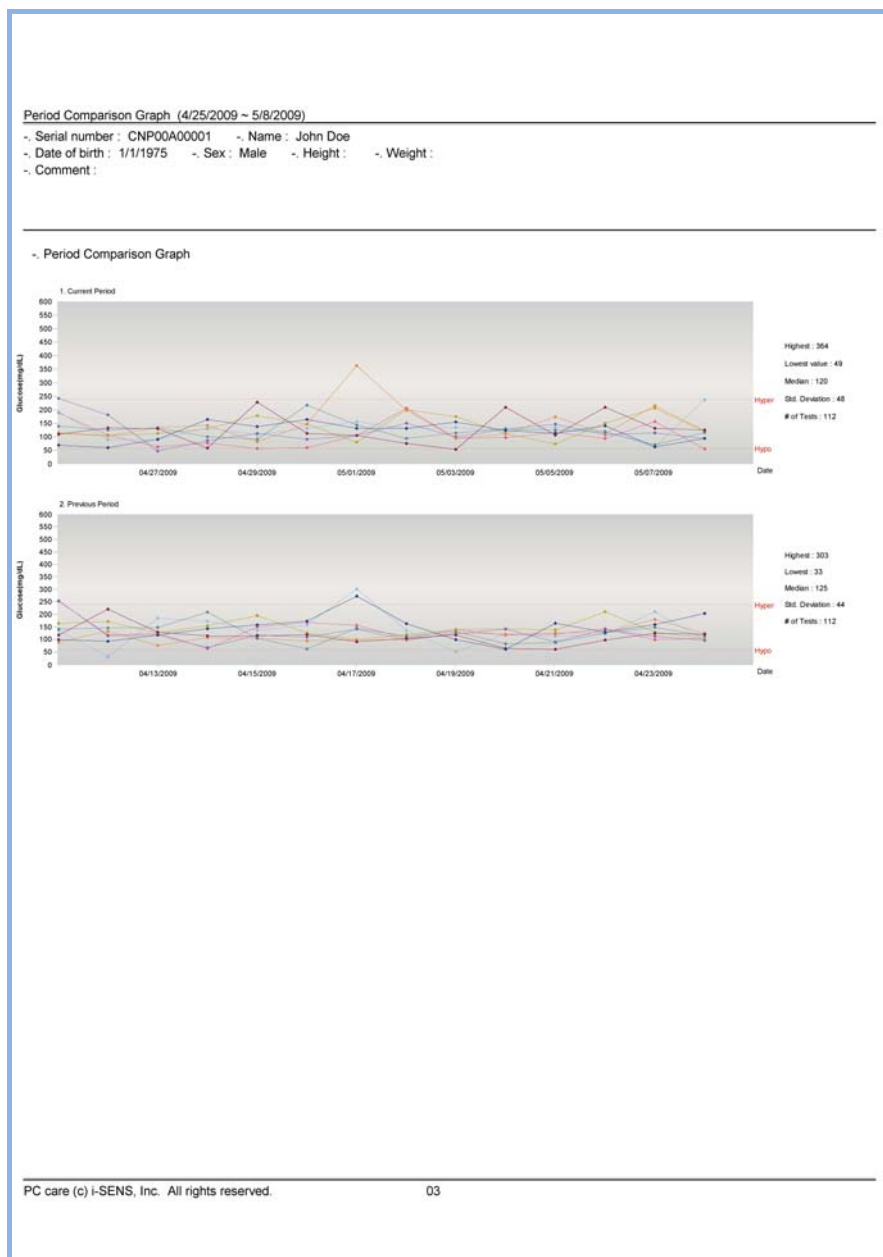 Period Comparison Graph (4/25/2009 ~ 5/8/2009)
-. Serial number : CNP00A00001 -. Name : John Doe
-. Date of birth : 1/1/1975 -. Sex : Male -. Height : -. Weight :
-. Comment :
-. Period Comparison Graph
1. Current Period
Glucose(mg/dL)
600
550
500
450
400
350
300
250
200
150
100
50
0
04/27/2009 04/29/2009 05/01/2009 05/03/2009 05/05/2009 05/07/2009 Date
Hyper
Hypo
Highest : 364
Lowest value : 49
Median : 120
Std. Deviation : 48
# of Tests : 112
2. Previous Period
Glucose(mg/dL)
600
550
500
450
400
350
300
250
200
150
100
50
0
04/13/2009 04/15/2009 04/17/2009 04/19/2009 04/21/2009 04/23/2009 Date
Hyper
Hypo
Highest : 303
Lowest : 33
Median : 125
Std. Deviation : 44
# of Tests : 112
PC care (c) i-SENS, Inc. All rights reserved. 03